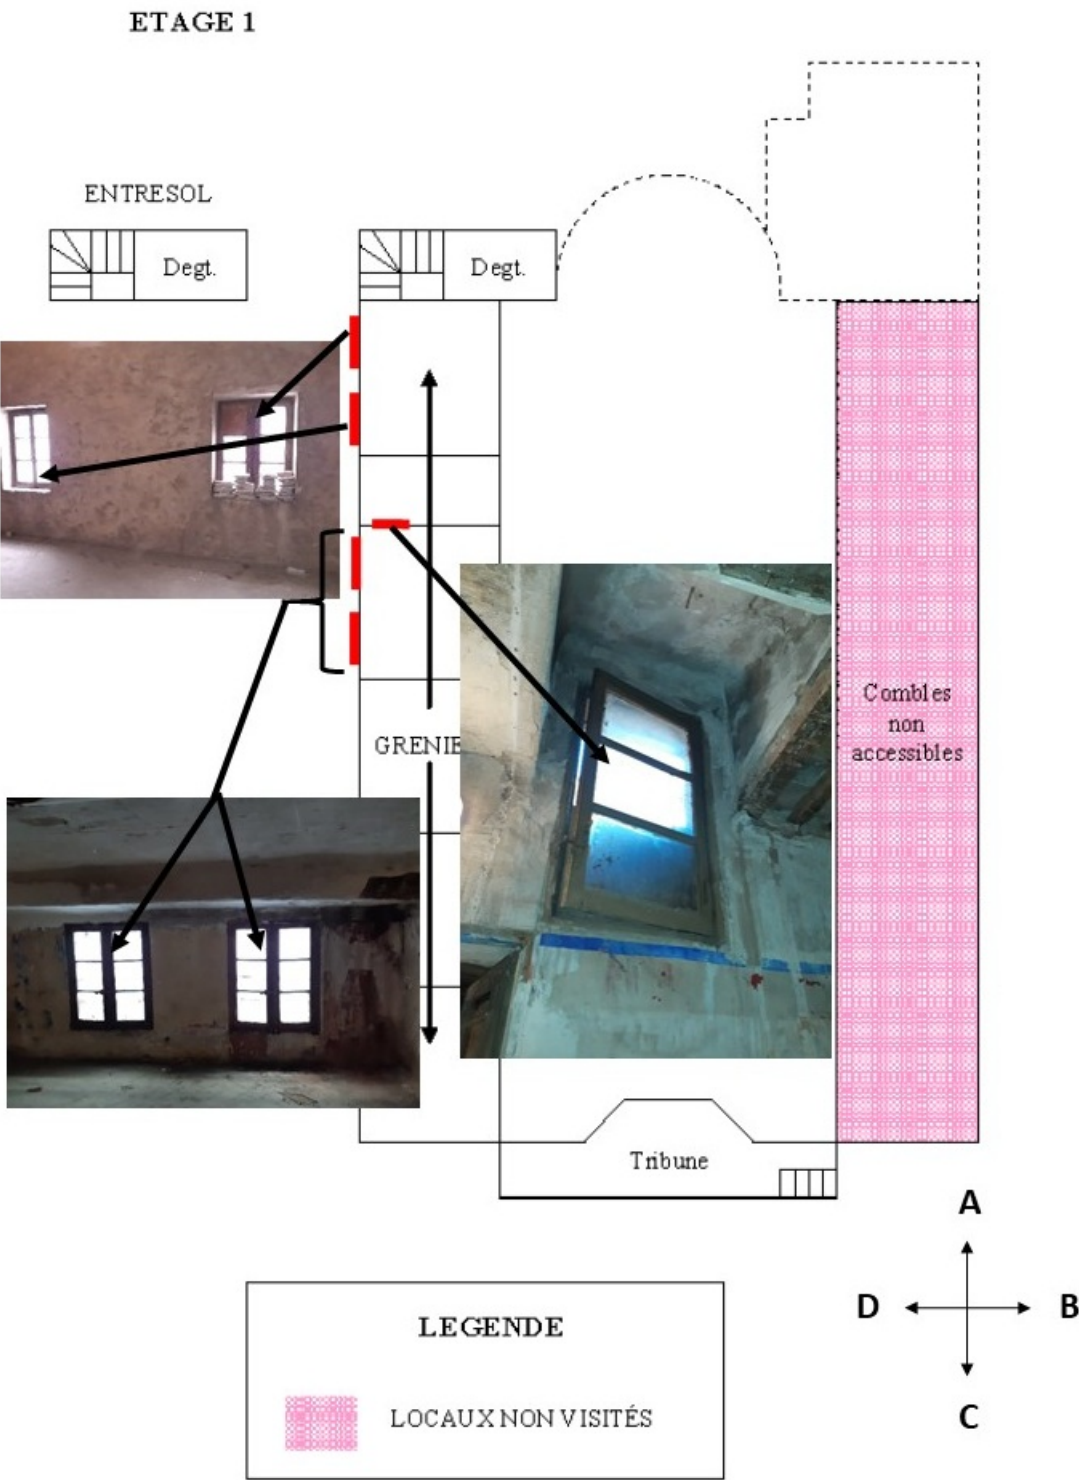 ETAGE 1
ENTRESOL
Degt.
Degt.
GRENIE
Combles
non
accessibles
Tribune
A
D
B
C
LEGENDE
LOCAUX NON VISITÉS